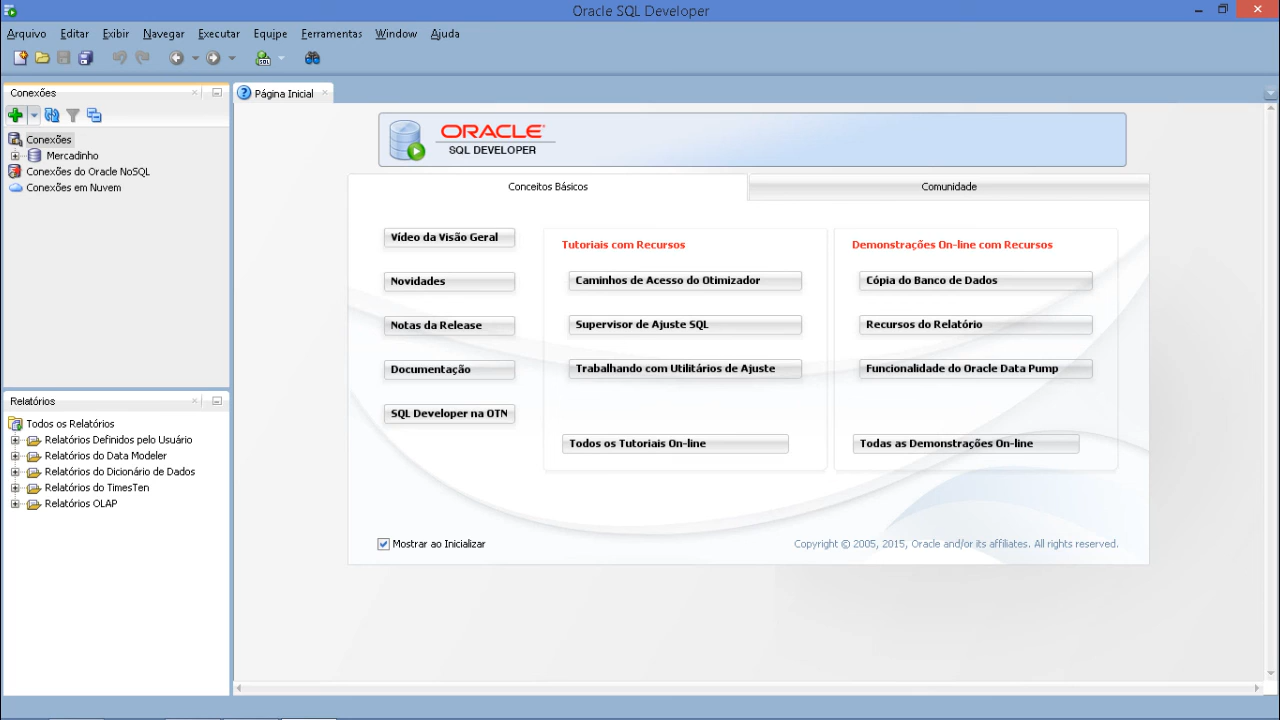 Oracle SQL Developer
Arquivo Editar Exibir Navegar Executar Equipe Ferramentas Window Ajuda
SQL
Conexões
Página Inicial
Conexões
Mercadinho
Conexões do Oracle NoSQL
Conexões em Nuvem
ORACLE
SQL DEVELOPER
Conceitos Básicos
Comunidade
Vídeo da Visão Geral
Novidades
Notas da Release
Documentação
SQL Developer na OTN
Tutoriais com Recursos
Caminhos de Acesso do Otimizador
Supervisor de Ajuste SQL
Trabalhando com Utilitários de Ajuste
Todos os Tutoriais On-line
Demonstrações On-line com Recursos
Cópia do Banco de Dados
Recursos do Relatório
Funcionalidade do Oracle Data Pump
Todas as Demonstrações On-line
Mostrar ao Inicializar
Copyright © 2005, 2015, Oracle and/or its affiliates. All rights reserved.
Relatórios
Todos os Relatórios
Relatórios Definidos pelo Usuário
Relatórios do Data Modeler
Relatórios do Dicionário de Dados
Relatórios do TimesTen
Relatórios OLAP